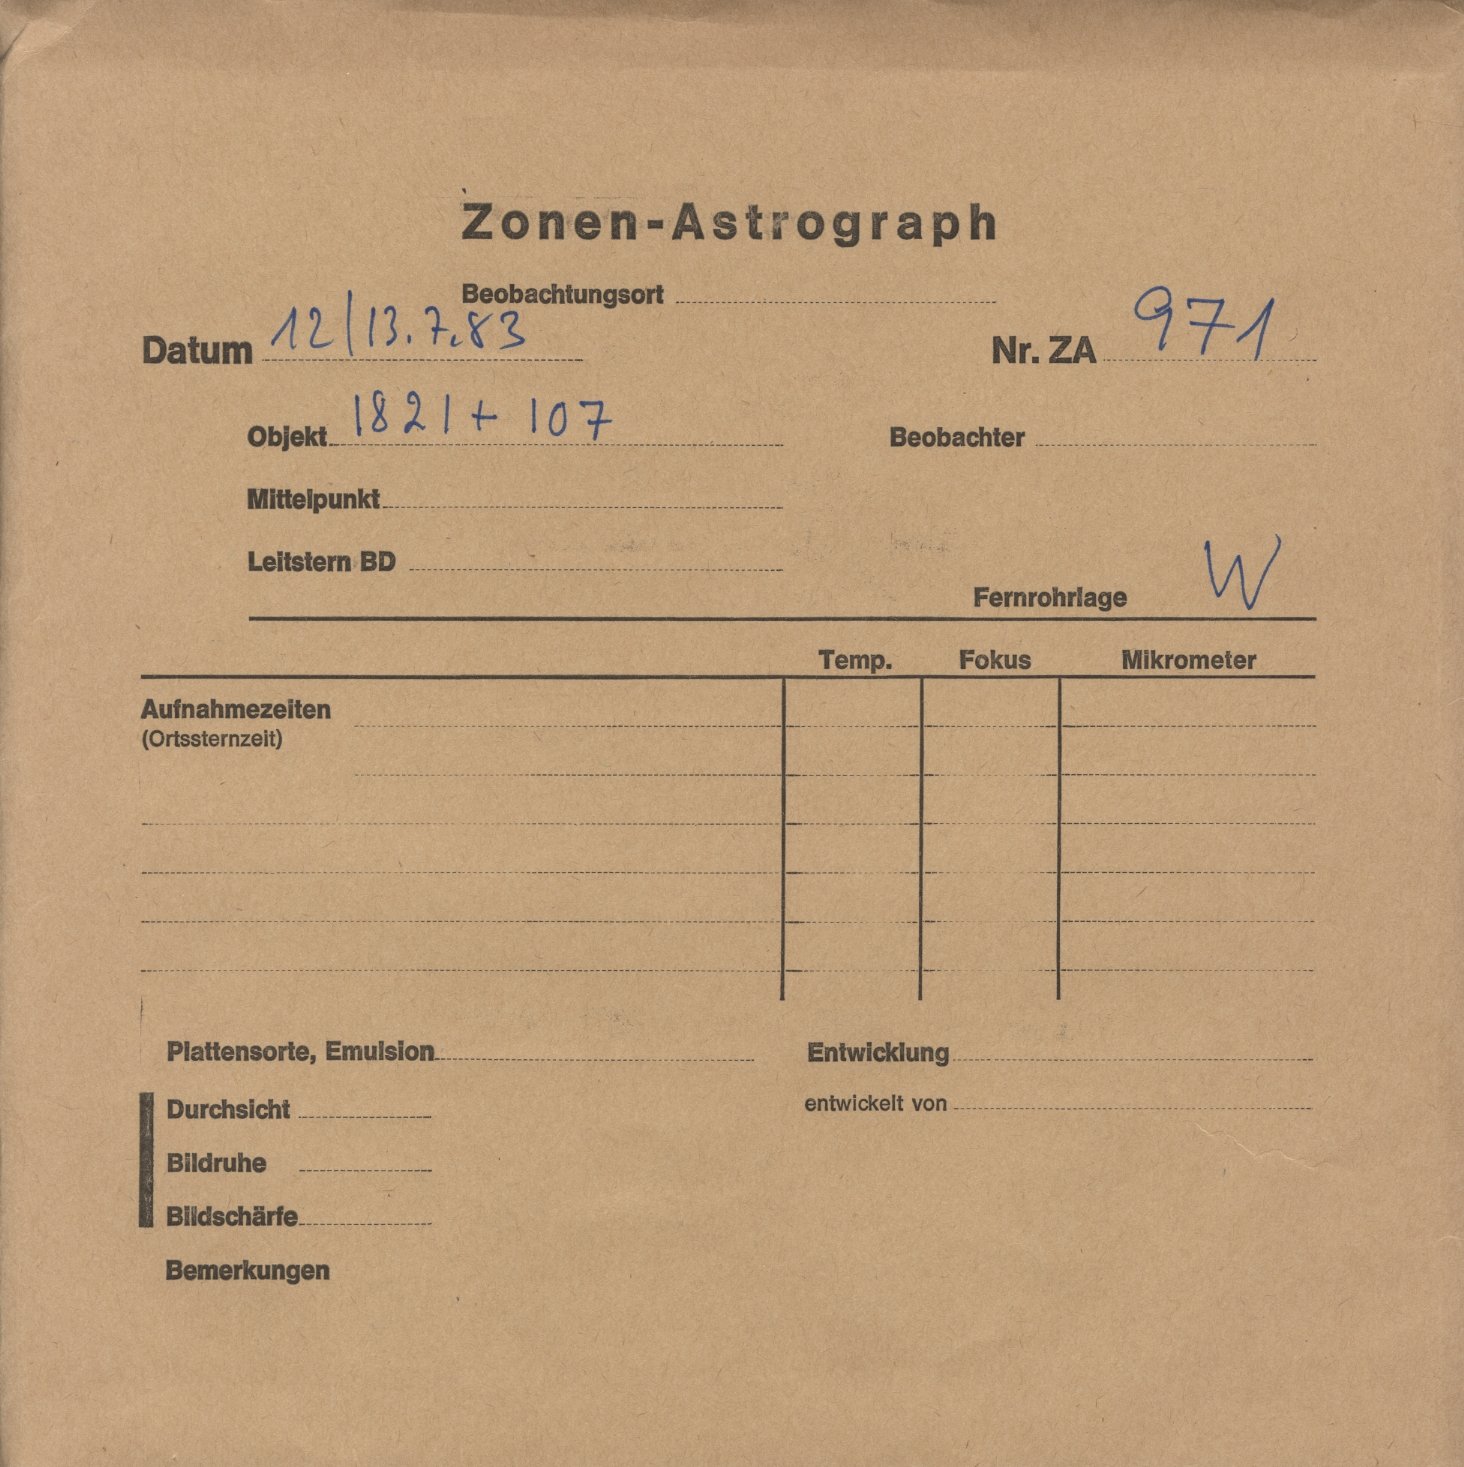 Zonen-Astrograph
Beobachtungsort
Datum 12/13.7.83
Nr. ZA 971
Objekt 1821+107
Beobachter
Mittelpunkt
Leitstern BD
Fernrohrlage W
Temp. Fokus Mikrometer
Aufnahmezeiten
(Ortssternzeit)
Plattensorte, Emulsion
Entwicklung
Durchsicht
entwickelt von
Bildruhe
Bildschärfe
Bemerkungen